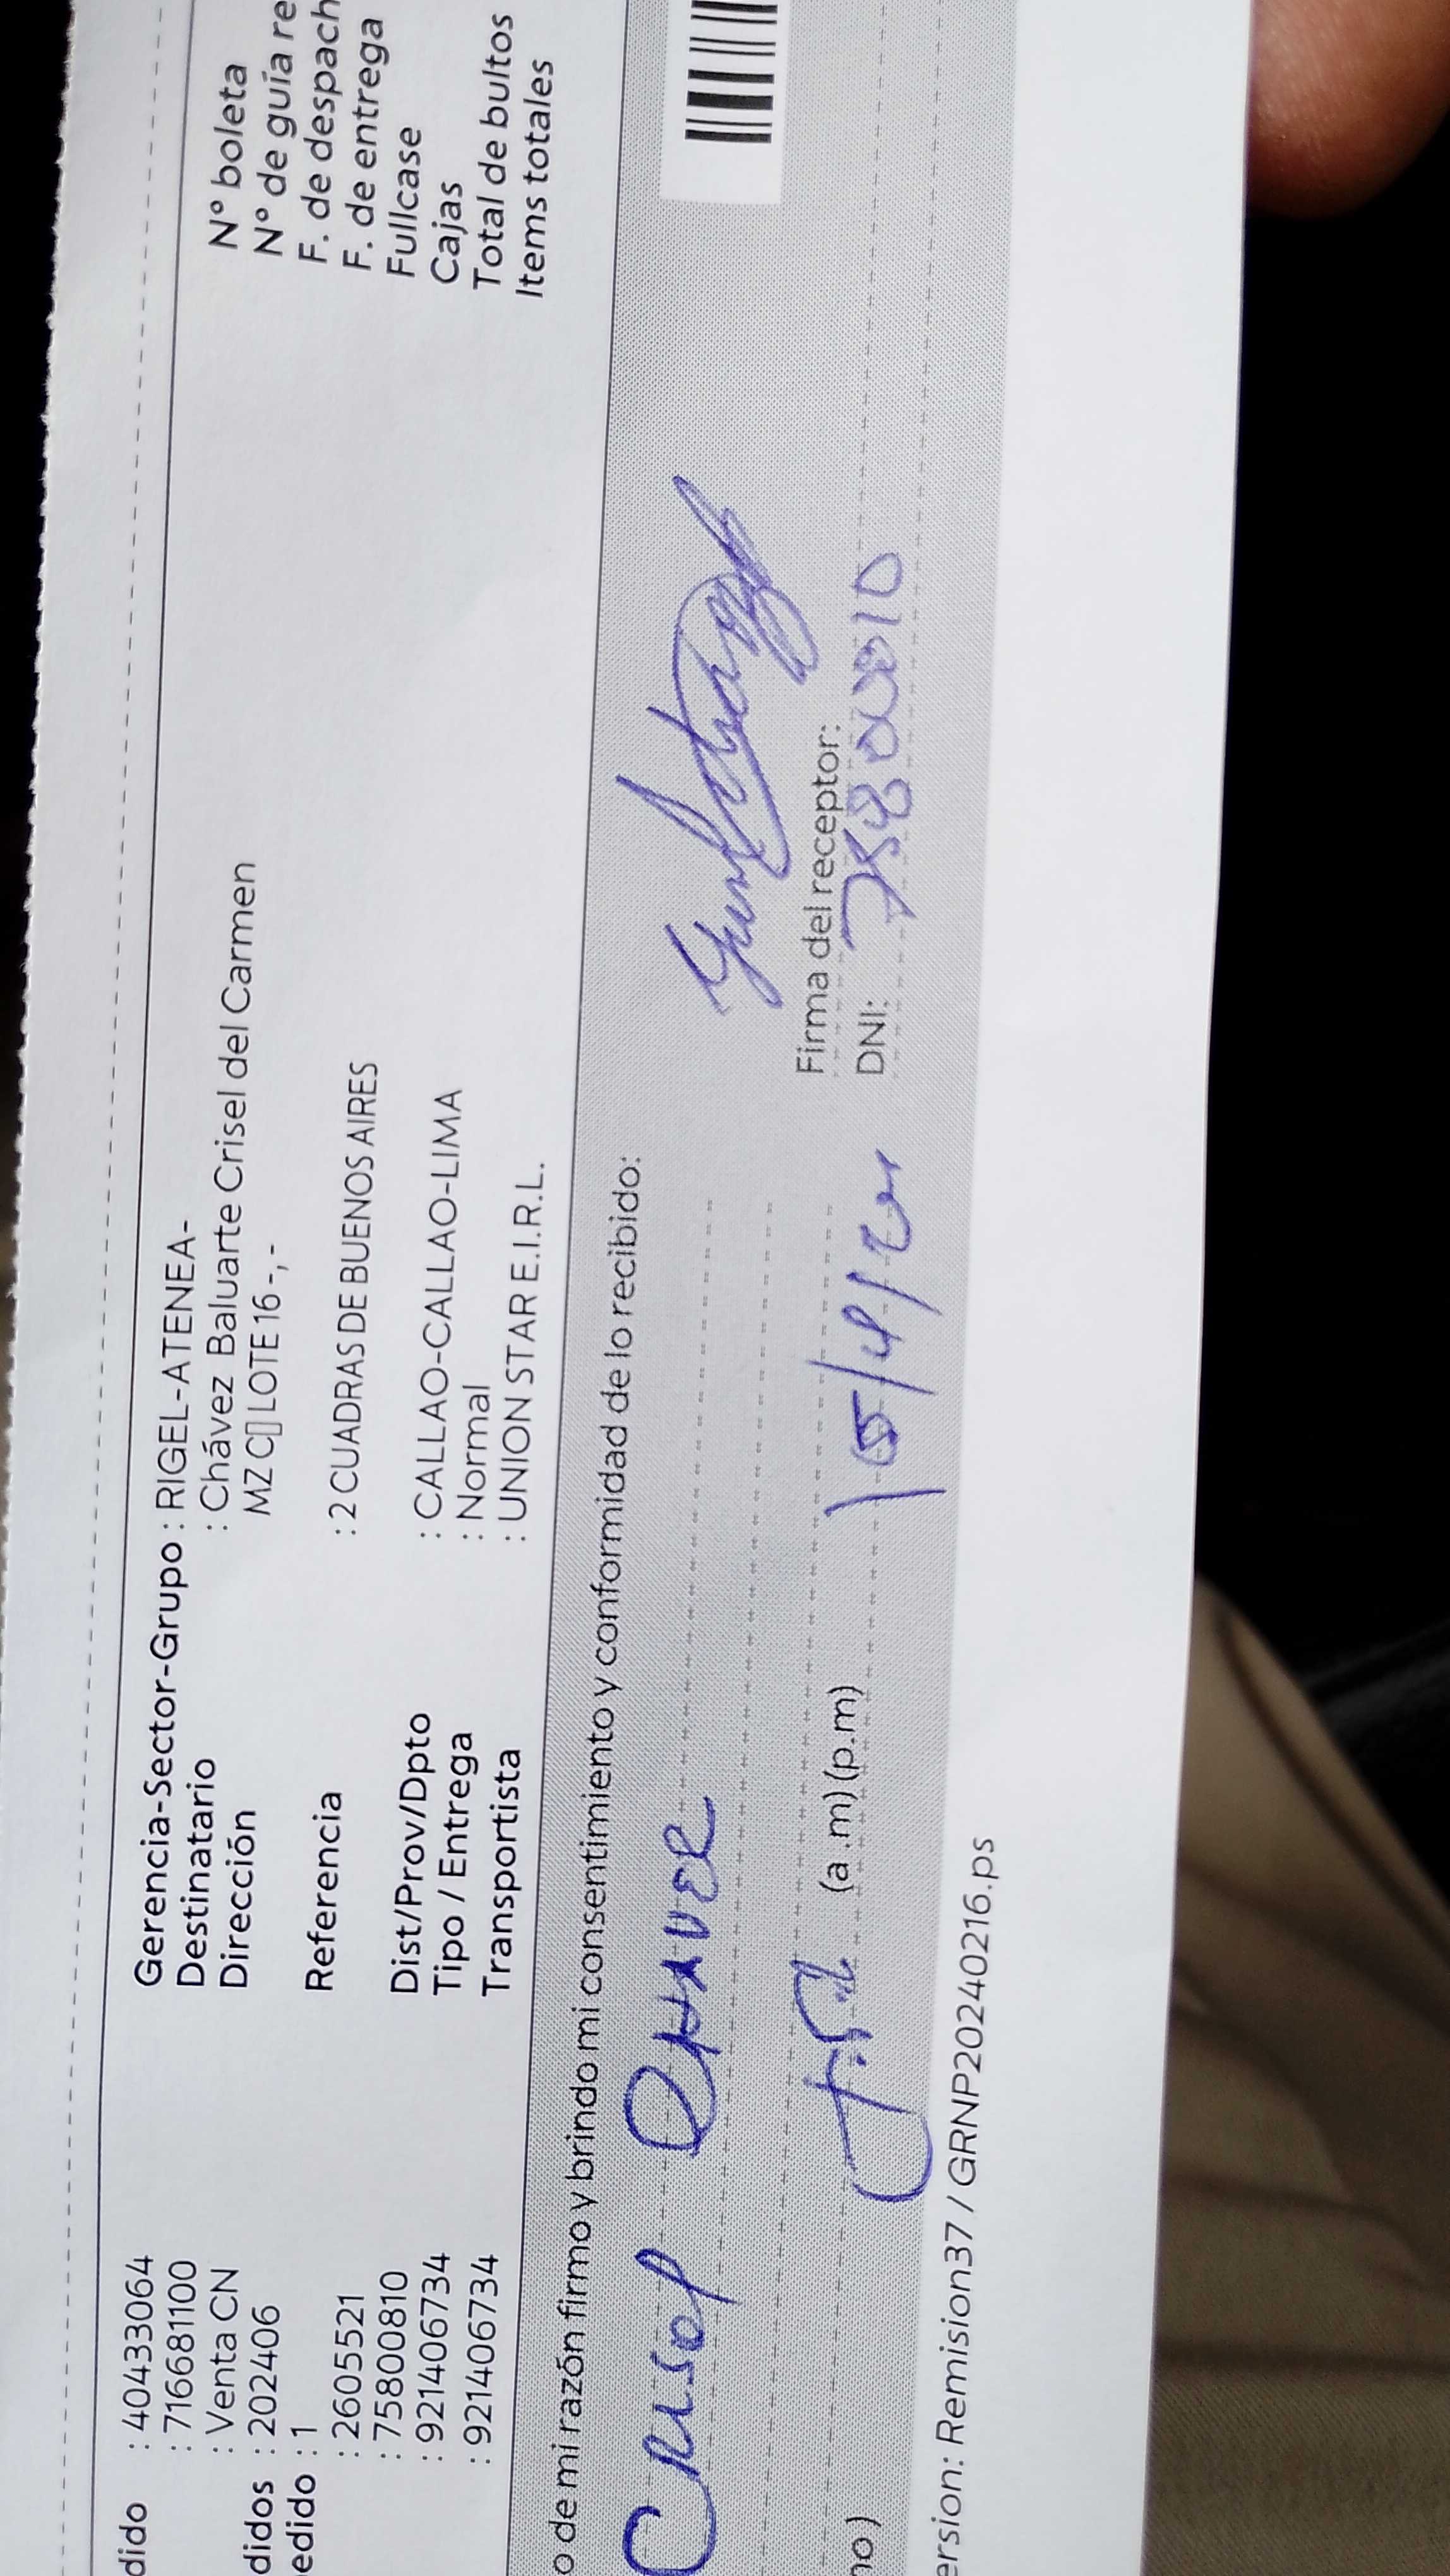 dido : 40433064
: 716681100
: Venta CN
didos : 202406
edido : 1
: 2605521
: 75800810
: 921406734
: 921406734
Gerencia-Sector-Grupo : RIGEL-ATENEA-
Destinatario : Chávez Baluarte Crisel del Carmen
Dirección MZ C▯LOTE 16 -, -
Referencia : 2 CUADRAS DE BUENOS AIRES
Dist/Prov/Dpto : CALLAO-CALLAO-LIMA
Tipo / Entrega : Normal
Transportista : UNION STAR E.I.R.L.
N° boleta
N° de guía re
F. de despach
F. de entrega
Fullcase
Cajas
Total de bultos
Items totales
o de mi razón firmo y brindo mi consentimiento y conformidad de lo recibido:
Firma del receptor:
no) (a .m) (p.m) DNI:
ersion: Remision37 / GRNP20240216.ps